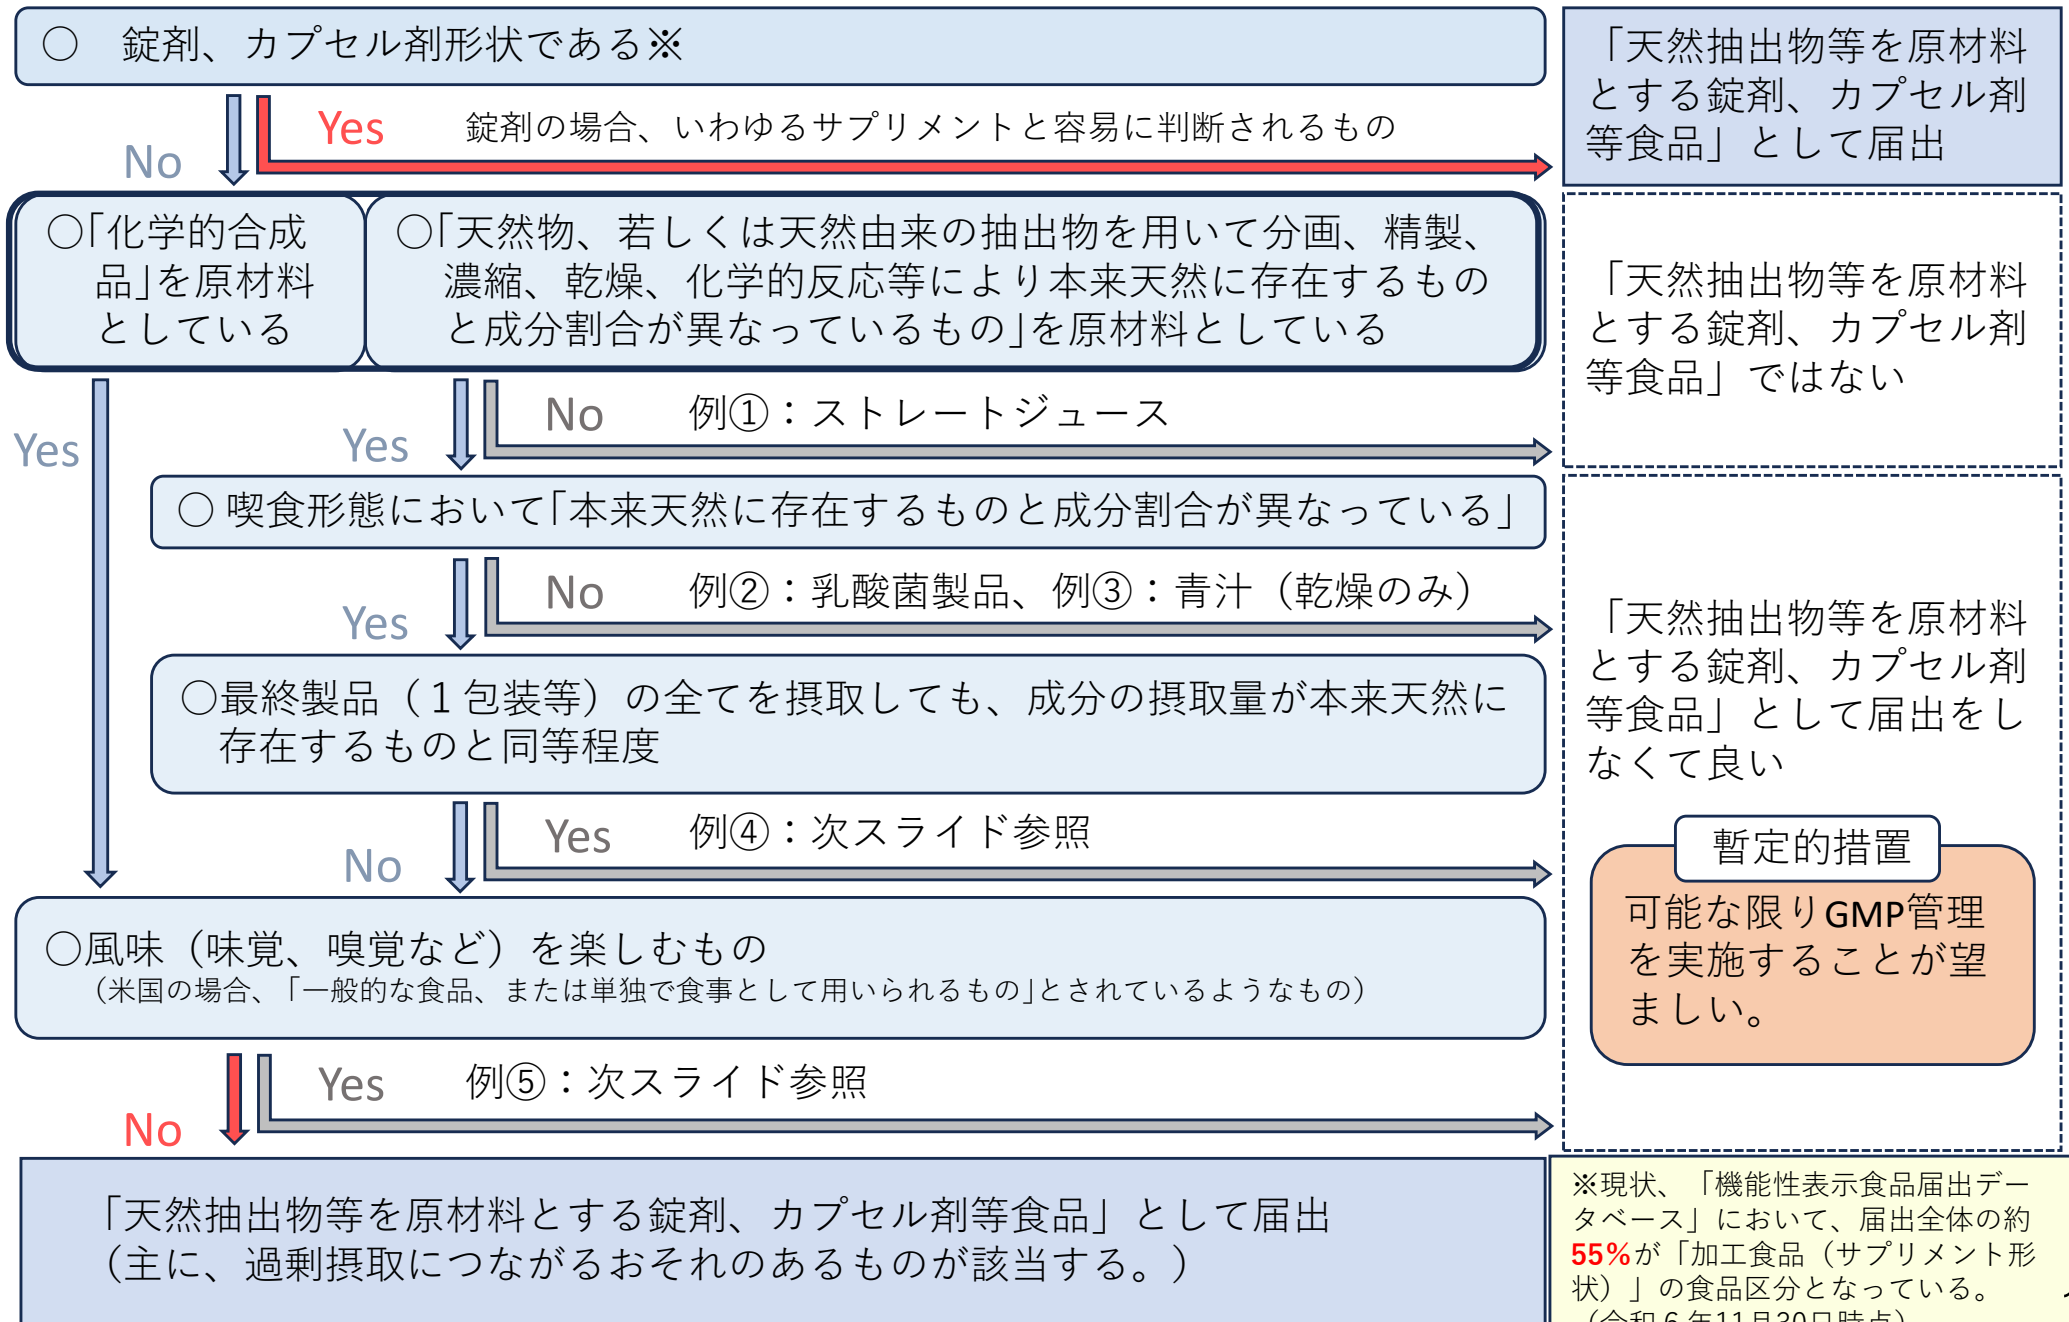 ○　錠剤、カプセル剤形状である※
Yes
錠剤の場合、いわゆるサプリメントと容易に判断されるもの
No
「天然抽出物等を原材料
とする錠剤、カプセル剤
等食品」として届出
○「化学的合成
品」を原材料
としている
○「天然物、若しくは天然由来の抽出物を用いて分画、精製、
濃縮、乾燥、化学的反応等により本来天然に存在するもの
と成分割合が異なっているもの」を原材料としている
「天然抽出物等を原材料
とする錠剤、カプセル剤
等食品」ではない
No
例①：ストレートジュース
Yes
Yes
○ 喫食形態において「本来天然に存在するものと成分割合が異なっている」
No
例②：乳酸菌製品、例③：青汁（乾燥のみ）
Yes
○最終製品（１包装等）の全てを摂取しても、成分の摂取量が本来天然に
存在するものと同等程度
「天然抽出物等を原材料
とする錠剤、カプセル剤
等食品」として届出をし
なくて良い
Yes
例④：次スライド参照
No
暫定的措置
可能な限りGMP管理
を実施することが望
ましい。
○風味（味覚、嗅覚など）を楽しむもの
（米国の場合、「一般的な食品、または単独で食事として用いられるもの」とされているようなもの）
Yes
例⑤：次スライド参照
No
「天然抽出物等を原材料とする錠剤、カプセル剤等食品」として届出
（主に、過剰摂取につながるおそれのあるものが該当する。）
※現状、「機能性表示食品届出デー
タベース」において、届出全体の約
55%が「加工食品（サプリメント形
状）」の食品区分となっている。
（令和６年11月30日時点）